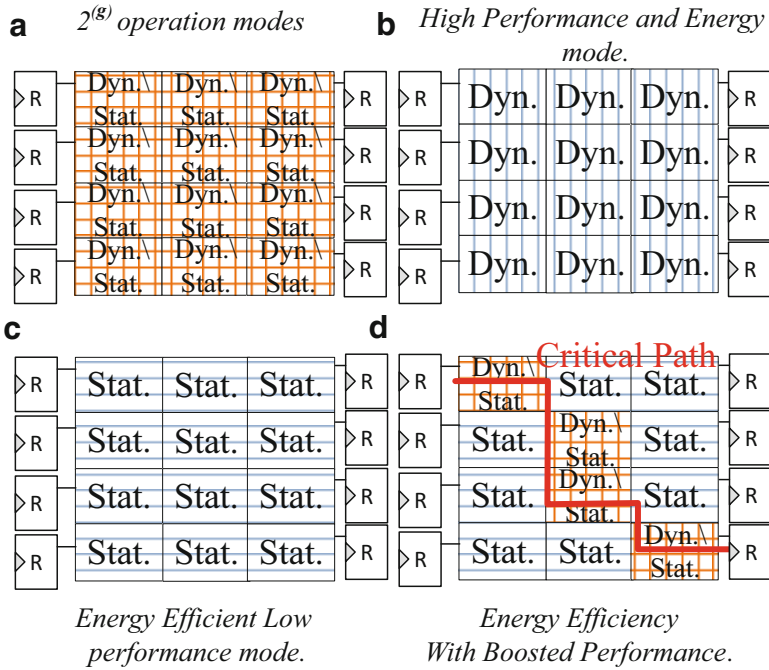 a
2(g) operation modes
R Dyn.\ Dyn.\ Dyn.\ R
Stat. Stat. Stat.
R Dyn.\ Dyn.\ Dyn.\ R
Stat. Stat. Stat.
R Dyn.\ Dyn.\ Dyn.\ R
Stat. Stat. Stat.
R Dyn.\ Dyn.\ Dyn.\ R
Stat. Stat. Stat.
b
High Performance and Energy
mode.
R Dyn. Dyn. Dyn. R
R Dyn. Dyn. Dyn. R
R Dyn. Dyn. Dyn. R
R Dyn. Dyn. Dyn. R
c
R Stat. Stat. Stat. R
R Stat. Stat. Stat. R
R Stat. Stat. Stat. R
R Stat. Stat. Stat. R
Energy Efficient Low
performance mode.
d
Critical Path
R Dyn.\ Stat. Stat. R
Stat.
R Stat. Dyn.\ Stat. R
Stat.
R Stat. Dyn.\ Stat. R
Stat.
R Stat. Stat. Dyn.\ R
Stat.
Energy Efficiency
With Boosted Performance.